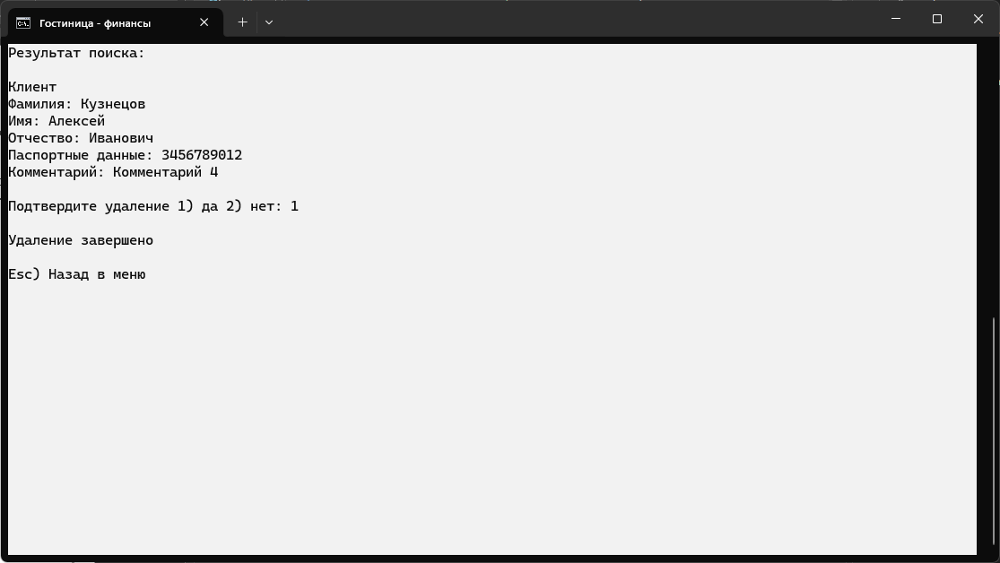 Гостиница - финансы
Результат поиска:
Клиент
Фамилия: Кузнецов
Имя: Алексей
Отчество: Иванович
Паспортные данные: 3456789012
Комментарий: Комментарий 4
Подтвердите удаление 1) да 2) нет: 1
Удаление завершено
Esc) Назад в меню